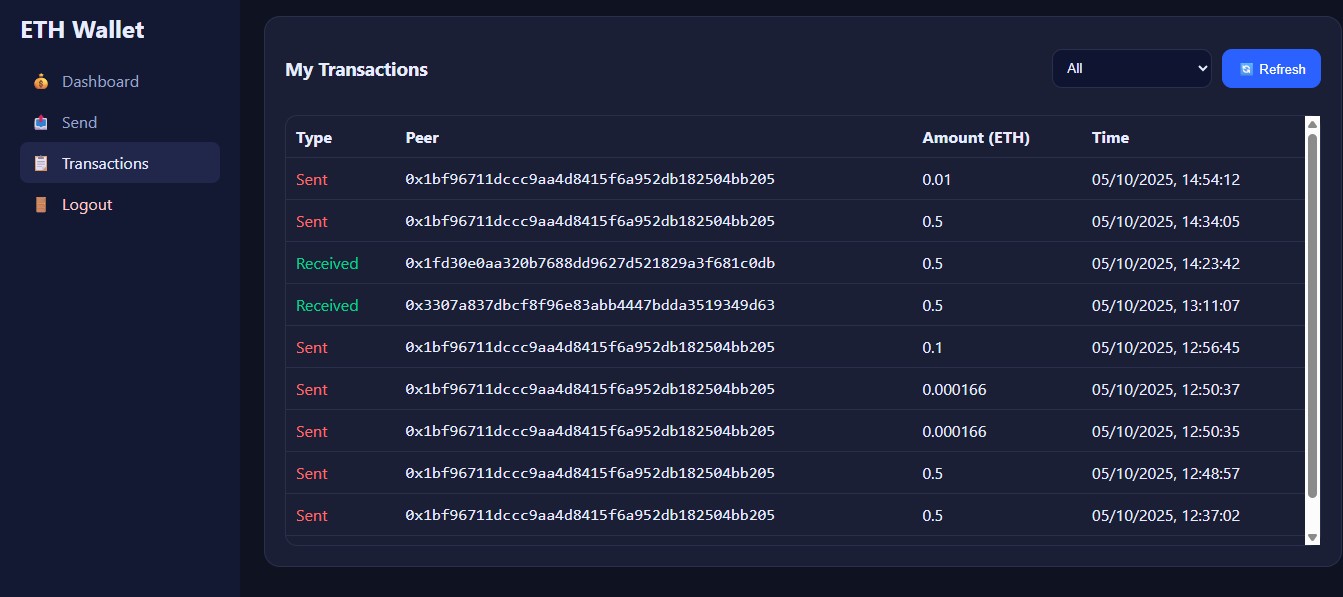 ETH Wallet
Dashboard
Send
Transactions
Logout
My Transactions
All
Refresh
Type Peer Amount (ETH) Time
Sent 0x1bf96711dccc9aa4d8415f6a952db182504bb205 0.01 05/10/2025, 14:54:12
Sent 0x1bf96711dccc9aa4d8415f6a952db182504bb205 0.5 05/10/2025, 14:34:05
Received 0x1fd30e0aa320b7688dd9627d521829a3f681c0db 0.5 05/10/2025, 14:23:42
Received 0x3307a837dbcf8f96e83abb4447bdda3519349d63 0.5 05/10/2025, 13:11:07
Sent 0x1bf96711dccc9aa4d8415f6a952db182504bb205 0.1 05/10/2025, 12:56:45
Sent 0x1bf96711dccc9aa4d8415f6a952db182504bb205 0.000166 05/10/2025, 12:50:37
Sent 0x1bf96711dccc9aa4d8415f6a952db182504bb205 0.000166 05/10/2025, 12:50:35
Sent 0x1bf96711dccc9aa4d8415f6a952db182504bb205 0.5 05/10/2025, 12:48:57
Sent 0x1bf96711dccc9aa4d8415f6a952db182504bb205 0.5 05/10/2025, 12:37:02